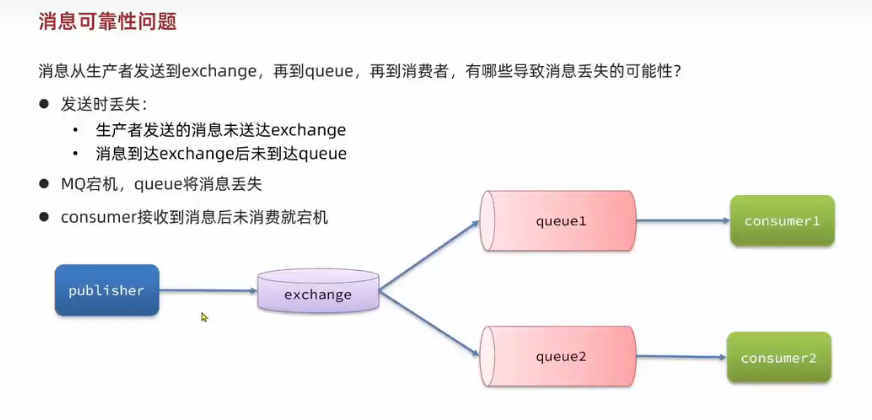 消息可靠性问题
消息从生产者发送到exchange，再到queue，再到消费者，有哪些导致消息丢失的可能性？
● 发送时丢失：
• 生产者发送的消息未送达exchange
• 消息到达exchange后未到达queue
● MQ宕机，queue将消息丢失
● consumer接收到消息后未消费就宕机
queue1
consumer1
publisher
exchange
queue2
consumer2